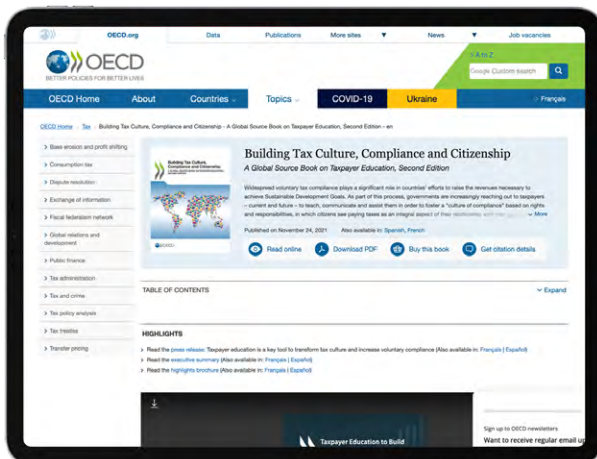 OECD.org Data Publications More sites ▼ News ▼ Job vacancies
OECD
BETTER POLICIES FOR BETTER LIVES
> A to Z
Google Custom Search
OECD Home About Countries Topics COVID-19 Ukraine > Français
OECD Home Tax Building Tax Culture, Compliance and Citizenship - A Global Source Book on Taxpayer Education, Second Edition - en
> Base erosion and profit shifting
> Consumption tax
> Dispute resolution
> Exchange of information
> Fiscal federalism network
> Global relations and
development
> Public finance
> Tax administration
> Tax and crime
> Tax policy analysis
> Tax treaties
> Transfer pricing
Building Tax Culture,
Compliance and Citizenship
OECD
Building Tax Culture, Compliance and Citizenship
A Global Source Book on Taxpayer Education, Second Edition
Widespread voluntary tax compliance plays a significant role in countries' efforts to raise the revenues necessary to
achieve Sustainable Development Goals. As part of this process, governments are increasingly reaching out to taxpayers
– current and future – to teach, communicate and assist them in order to foster a "culture of compliance" based on rights
and responsibilities, in which citizens see paying taxes as an integral aspect of their relationship with
More
Published on November 24, 2021 Also available in: Spanish, French
Read online Download PDF Buy this book Get citation details
TABLE OF CONTENTS Expand
HIGHLIGHTS
> Read the press release: Taxpayer education is a key tool to transform tax culture and increase voluntary compliance (Also available in: Français | Español)
> Read the executive summary (Also available in: Français | Español)
> Read the highlights brochure (Also available in: Français | Español)
Taxpayer Education to Build
Sign up to OECD newsletters
Want to receive regular email up